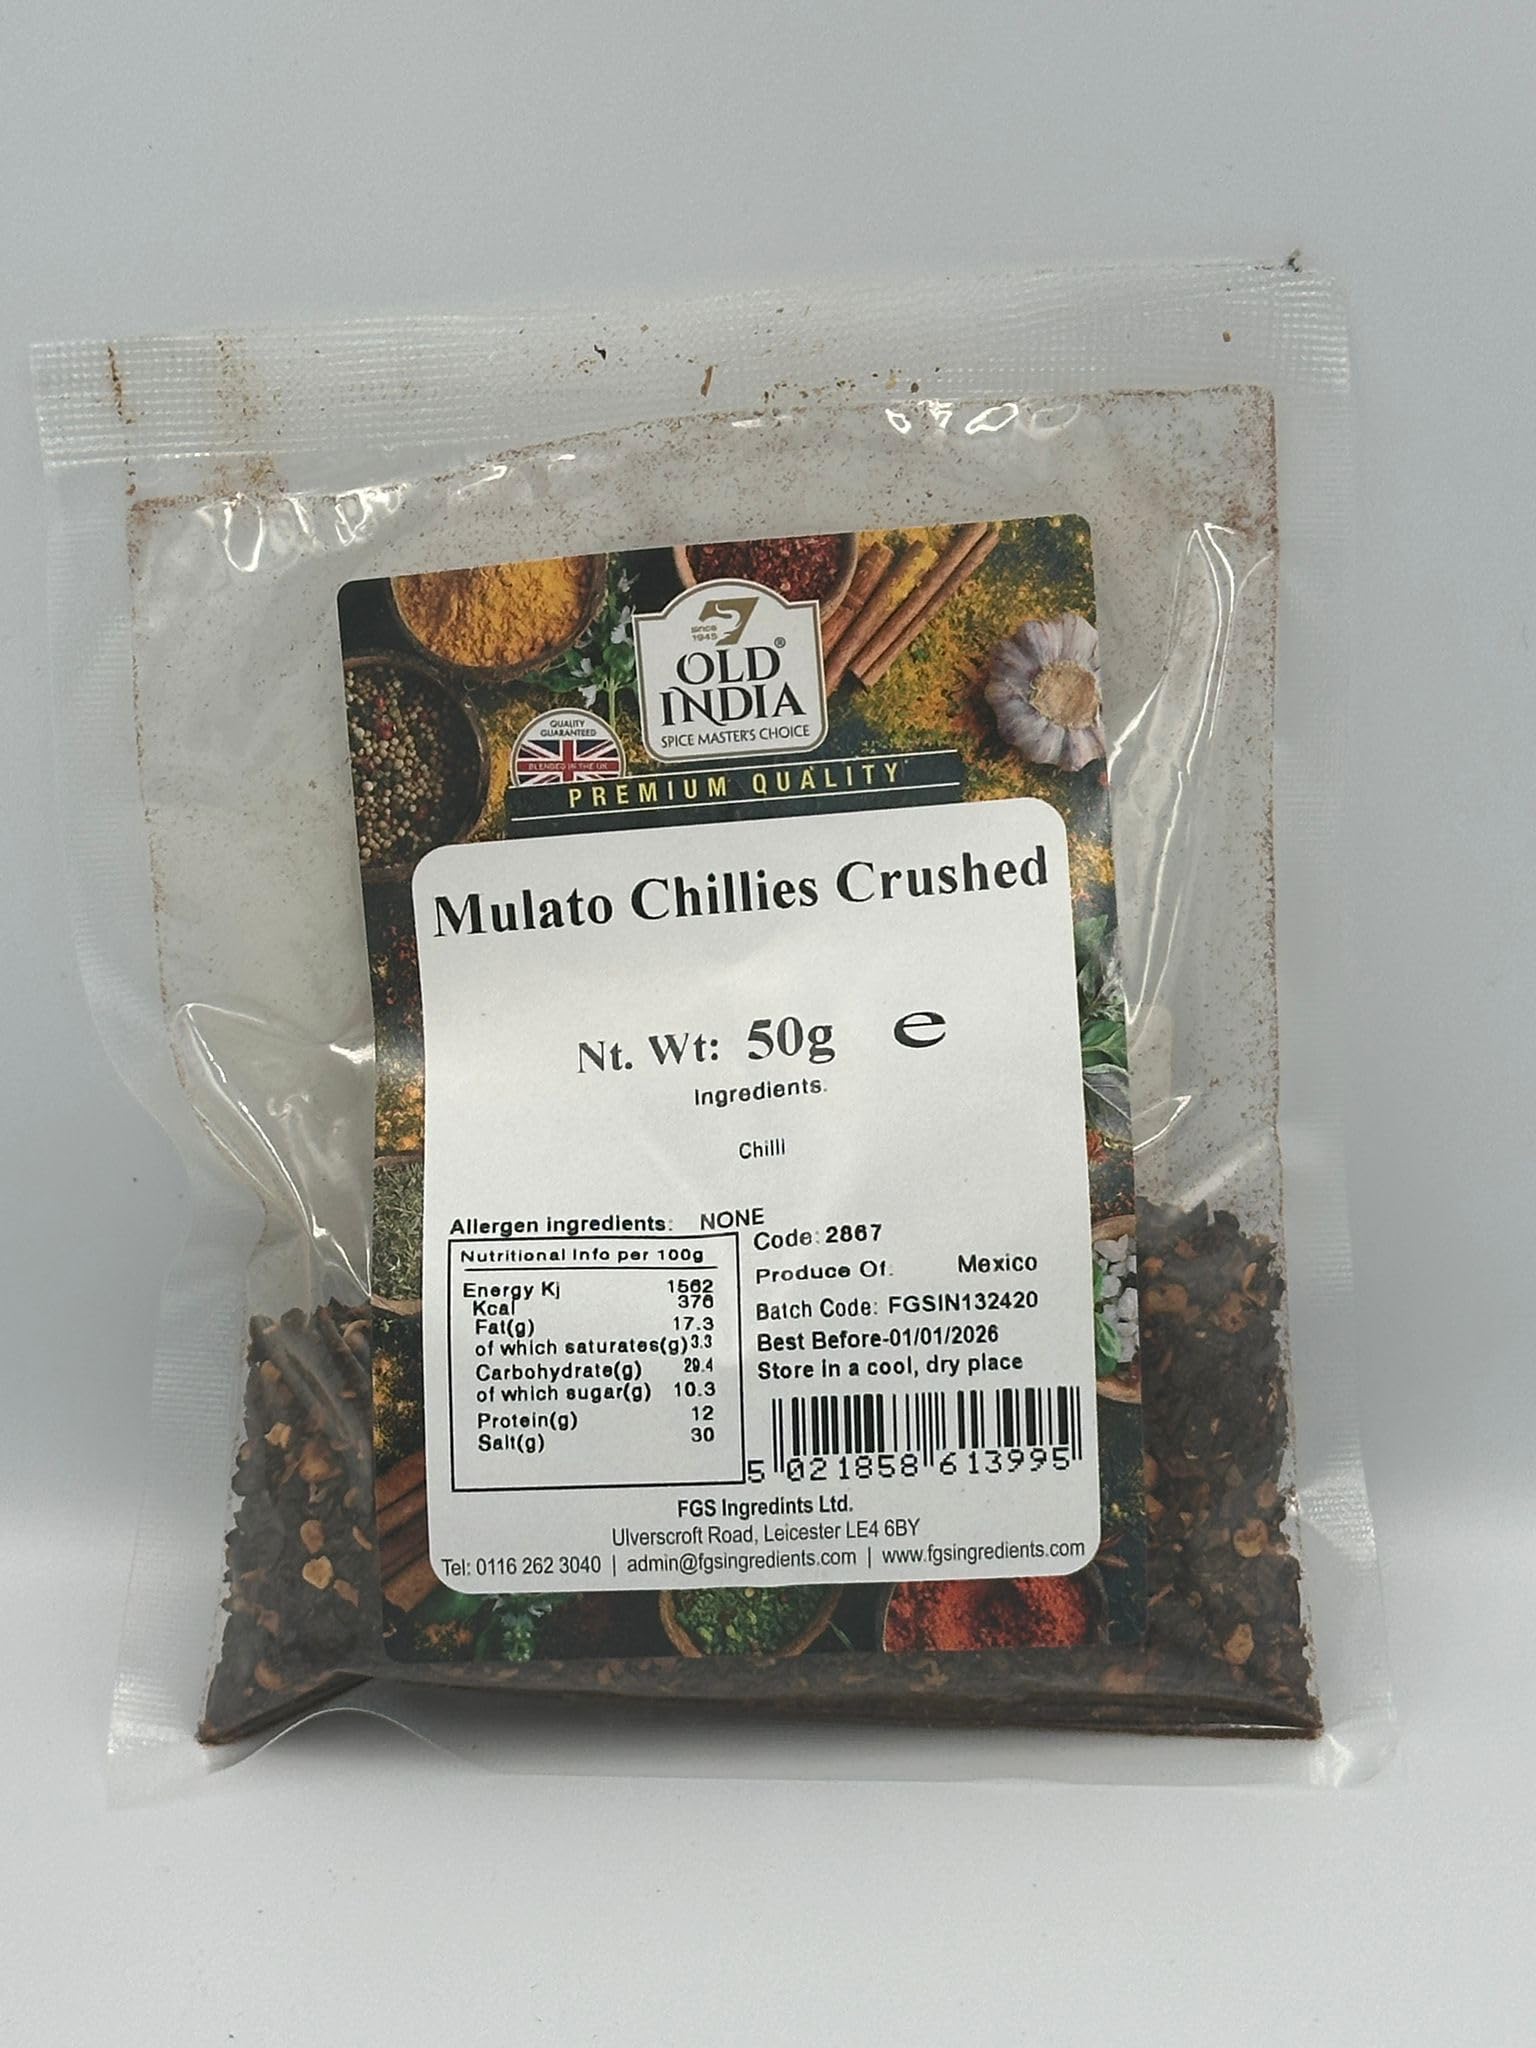 since
1945
OLD®
INDIA
SPICE MASTER'S CHOICE
QUALITY
GUARANTEED
BLENDED IN THE UK
PREMIUM QUALITY
Mulato Chillies Crushed
Nt. Wt: 50g e
Ingredients.
Chilli
Allergen ingredients: NONE
Nutritional Info per 100g
Energy Kj 1562
Kcal 376
Fat(g) 17.3
of which saturates(g) 3.3
Carbohydrate(g) 29.4
of which sugar(g) 10.3
Protein(g) 12
Salt(g) 30
Code: 2867
Produce Of: Mexico
Batch Code: FGSIN132420
Best Before-01/01/2026
Store in a cool, dry place
5 021858 613995
FGS Ingredints Ltd.
Ulverscroft Road, Leicester LE4 6BY
Tel: 0116 262 3040 | admin@fgsingredients.com | www.fgsingredients.com